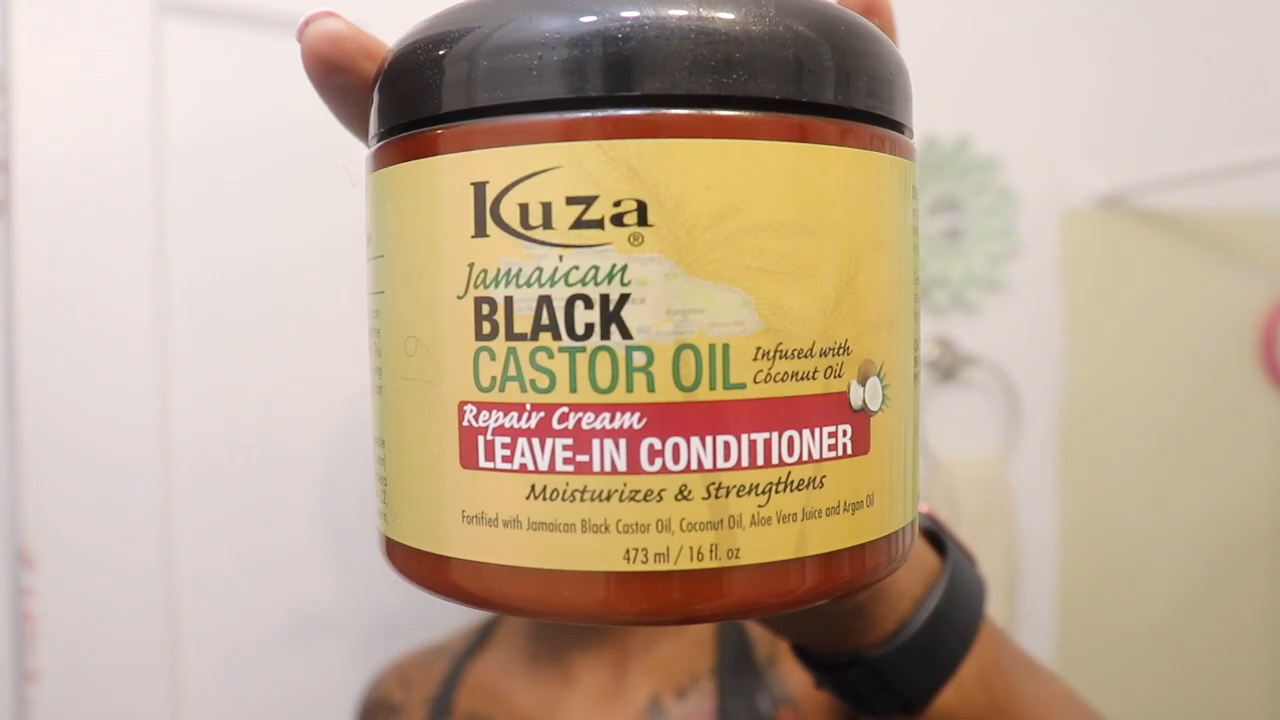 Kuza®
Jamaican
BLACK
CASTOR OIL
Infused with
Coconut Oil
Repair Cream
LEAVE-IN CONDITIONER
Moisturizes & Strengthens
Fortified with Jamaican Black Castor Oil, Coconut Oil, Aloe Vera Juice and Argan Oil
473 ml / 16 fl. oz